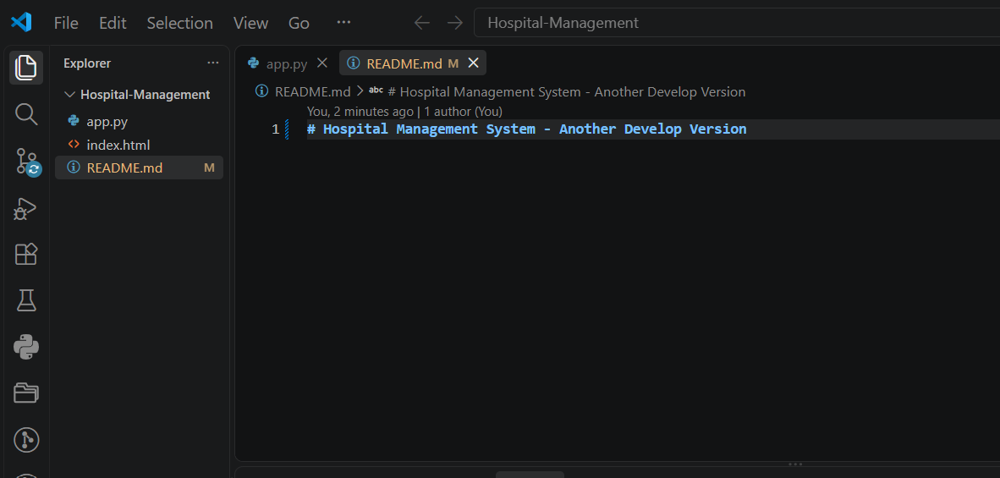 File Edit Selection View Go ··· Hospital-Management
Explorer ···
app.py README.md M
Hospital-Management
README.md > abc # Hospital Management System - Another Develop Version
You, 2 minutes ago | 1 author (You)
1 # Hospital Management System - Another Develop Version
app.py
<> index.html
README.md M